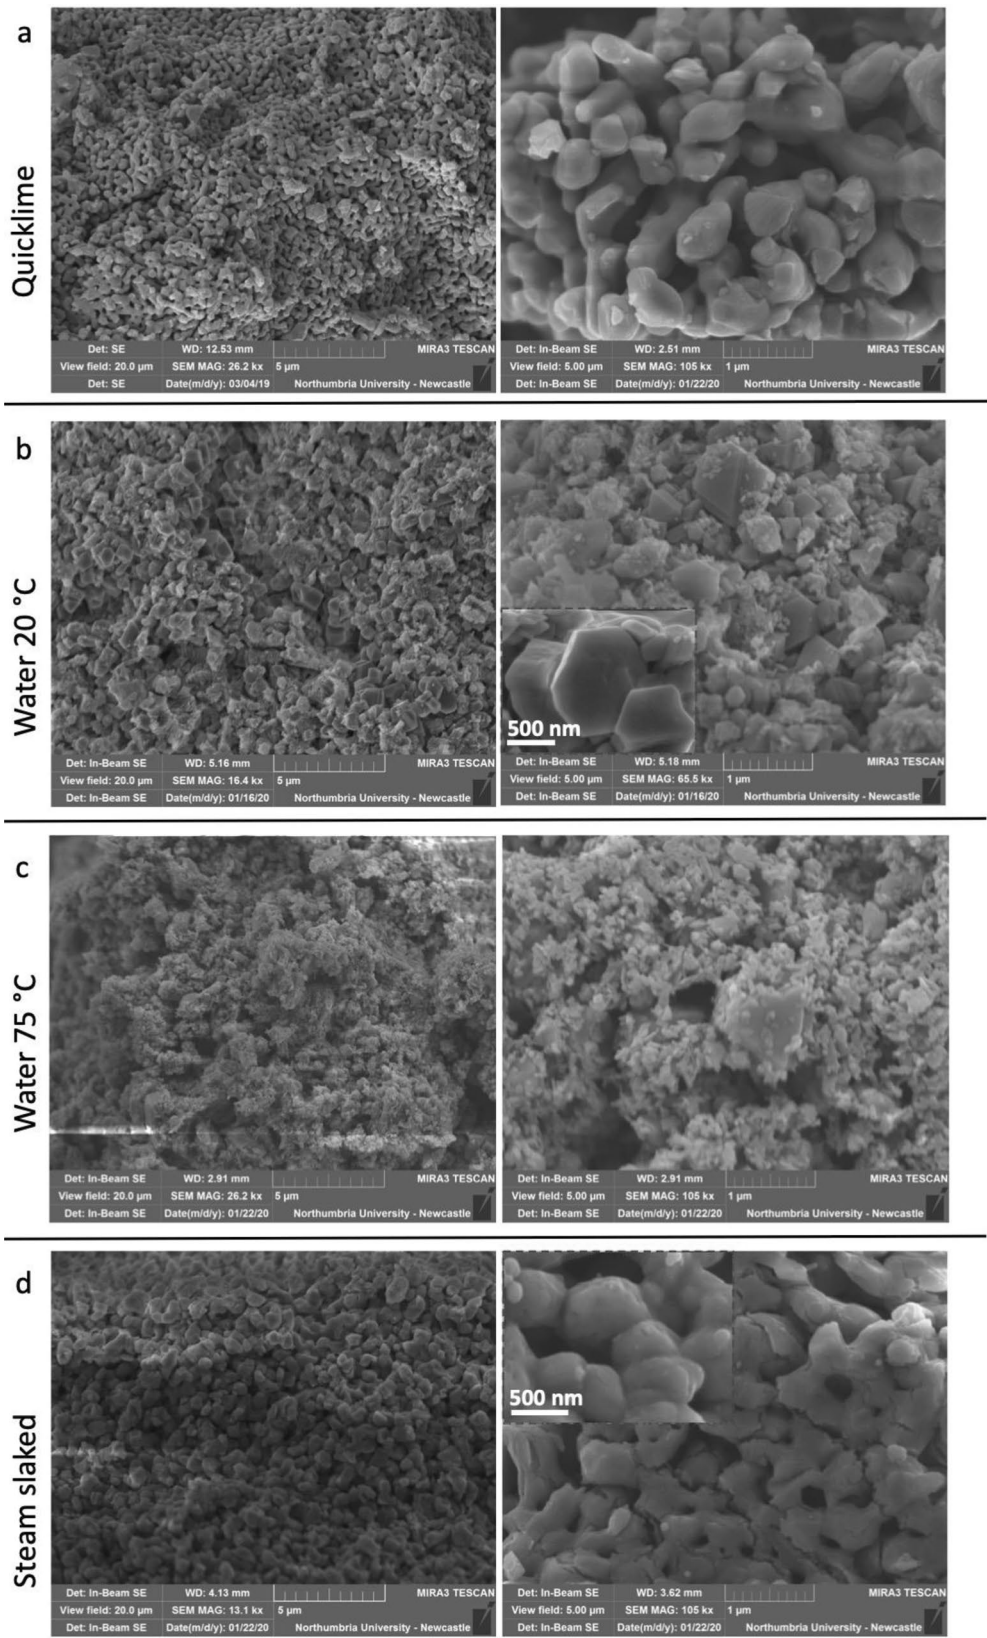 a
Quicklime
Det: SE WD: 12.53 mm MIRA3 TESCAN
View field: 20.0 µm SEM MAG: 26.2 kx 5 µm
Det: SE Date(m/d/y): 03/04/19 Northumbria University - Newcastle
Det: In-Beam SE WD: 2.51 mm MIRA3 TESCAN
View field: 5.00 µm SEM MAG: 105 kx 1 µm
Det: In-Beam SE Date(m/d/y): 01/22/20 Northumbria University - Newcastle
b
Water 20 °C
Det: In-Beam SE WD: 5.16 mm MIRA3 TESCAN
View field: 20.0 µm SEM MAG: 16.4 kx 5 µm
Det: In-Beam SE Date(m/d/y): 01/16/20 Northumbria University - Newcastle
500 nm
Det: In-Beam SE WD: 5.18 mm MIRA3 TESCAN
View field: 5.00 µm SEM MAG: 65.5 kx 1 µm
Det: In-Beam SE Date(m/d/y): 01/16/20 Northumbria University - Newcastle
c
Water 75 °C
Det: In-Beam SE WD: 2.91 mm MIRA3 TESCAN
View field: 20.0 µm SEM MAG: 26.2 kx 5 µm
Det: In-Beam SE Date(m/d/y): 01/22/20 Northumbria University - Newcastle
Det: In-Beam SE WD: 2.91 mm MIRA3 TESCAN
View field: 5.00 µm SEM MAG: 105 kx 1 µm
Det: In-Beam SE Date(m/d/y): 01/22/20 Northumbria University - Newcastle
d
Steam slaked
Det: In-Beam SE WD: 4.13 mm MIRA3 TESCAN
View field: 20.0 µm SEM MAG: 13.1 kx 5 µm
Det: In-Beam SE Date(m/d/y): 01/22/20 Northumbria University - Newcastle
500 nm
Det: In-Beam SE WD: 3.62 mm MIRA3 TESCAN
View field: 5.00 µm SEM MAG: 105 kx 1 µm
Det: In-Beam SE Date(m/d/y): 01/22/20 Northumbria University - Newcastle